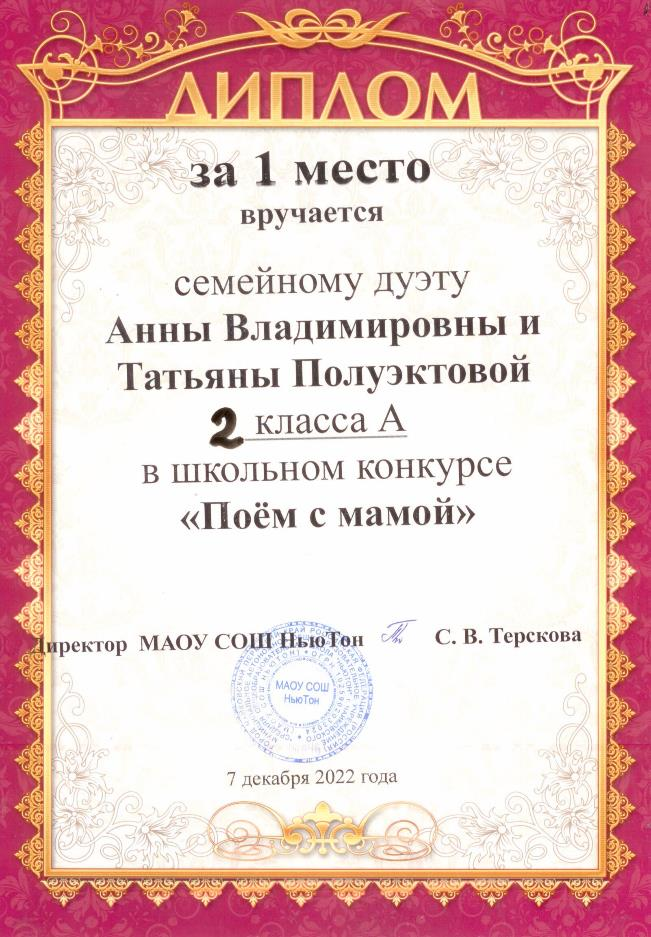 ДИПЛОМ
за 1 место
вручается
семейному дуэту
Анны Владимировны и
Татьяны Полуэктовой
2 класса А
в школьном конкурсе
«Поём с мамой»
Директор МАОУ СОШ НьюТон С. В. Терскова
МАОУ СОШ
НьюТон
7 декабря 2022 года